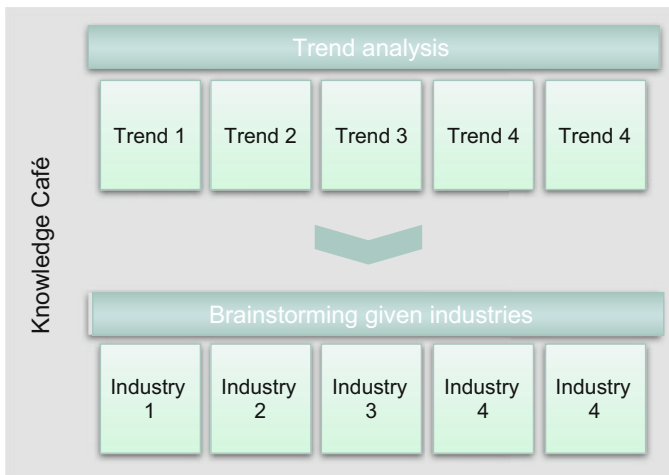 Knowledge Café
Trend analysis
Trend 1
Trend 2
Trend 3
Trend 4
Trend 4
Brainstorming given industries
Industry
1
Industry
2
Industry
3
Industry
4
Industry
4